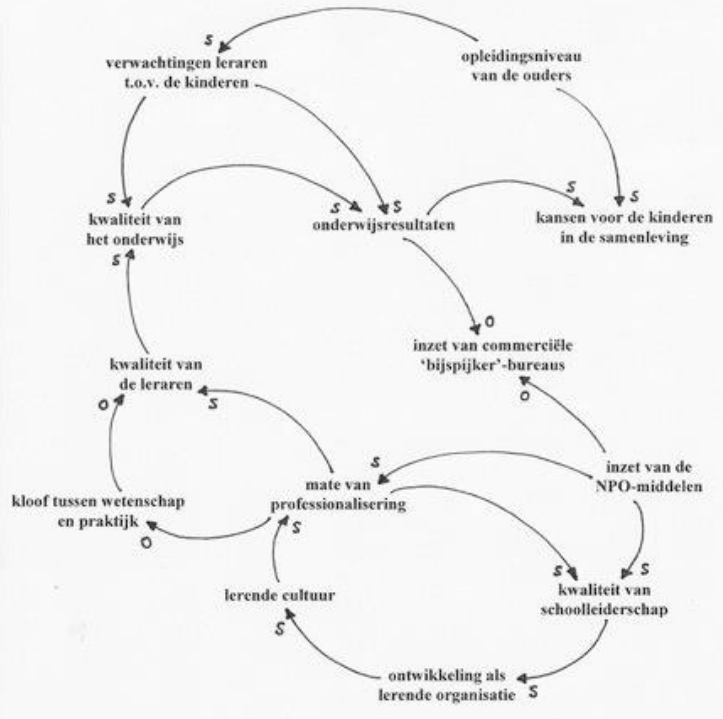 s
opleidingsniveau
van de ouders
verwachtingen leraren
t.o.v. de kinderen
s
s
s
s
s
kwaliteit van
het onderwijs
s
onderwijsresultaten
kansen voor de kinderen
in de samenleving
o
inzet van commerciële
‘bijspijker’-bureaus
o
kwaliteit van
de leraren
o
s
s
inzet van de
NPO-middelen
mate van
professionalisering
kloof tussen wetenschap
en praktijk
o
s
s
s
kwaliteit van
schoolleiderschap
lerende cultuur
s
ontwikkeling als
lerende organisatie
s